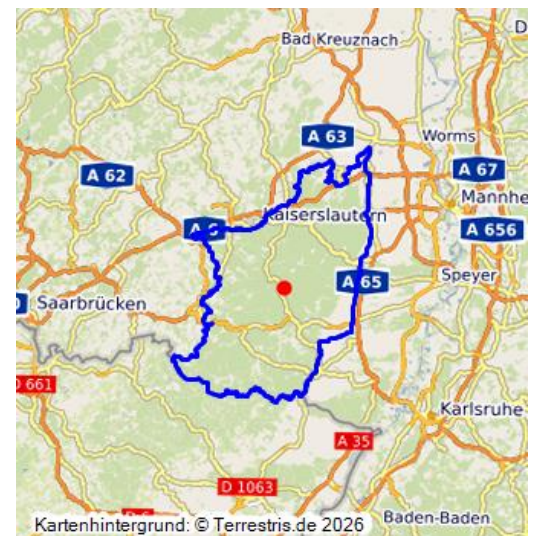 D
Bad Kreuznach
A 63
Worms
A 62
A 67
Mannhe
Kaiserslautern
A 6
A 656
A 65
Speyer
Saarbrücken
D 661
Karlsruhe
A 35
D 1063
Baden-Baden
Kartenhintergrund: © Terrestris.de 2026